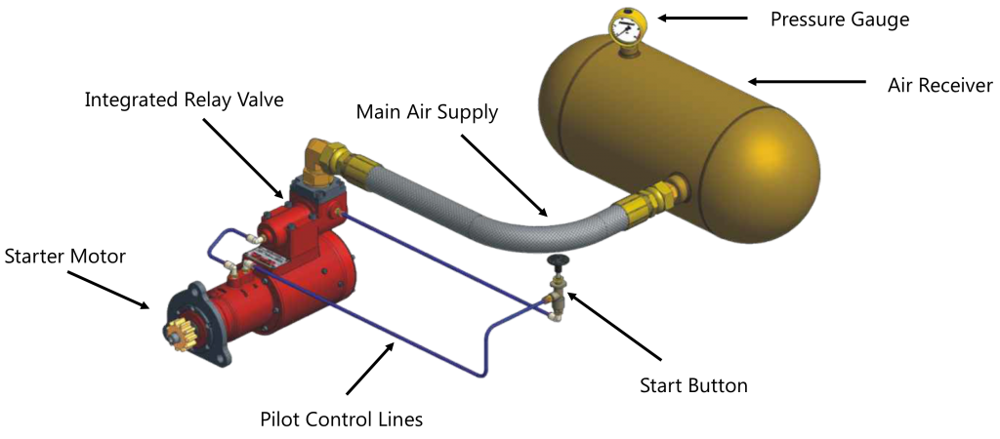 Pressure Gauge
Air Receiver
Integrated Relay Valve
Main Air Supply
Starter Motor
Start Button
Pilot Control Lines